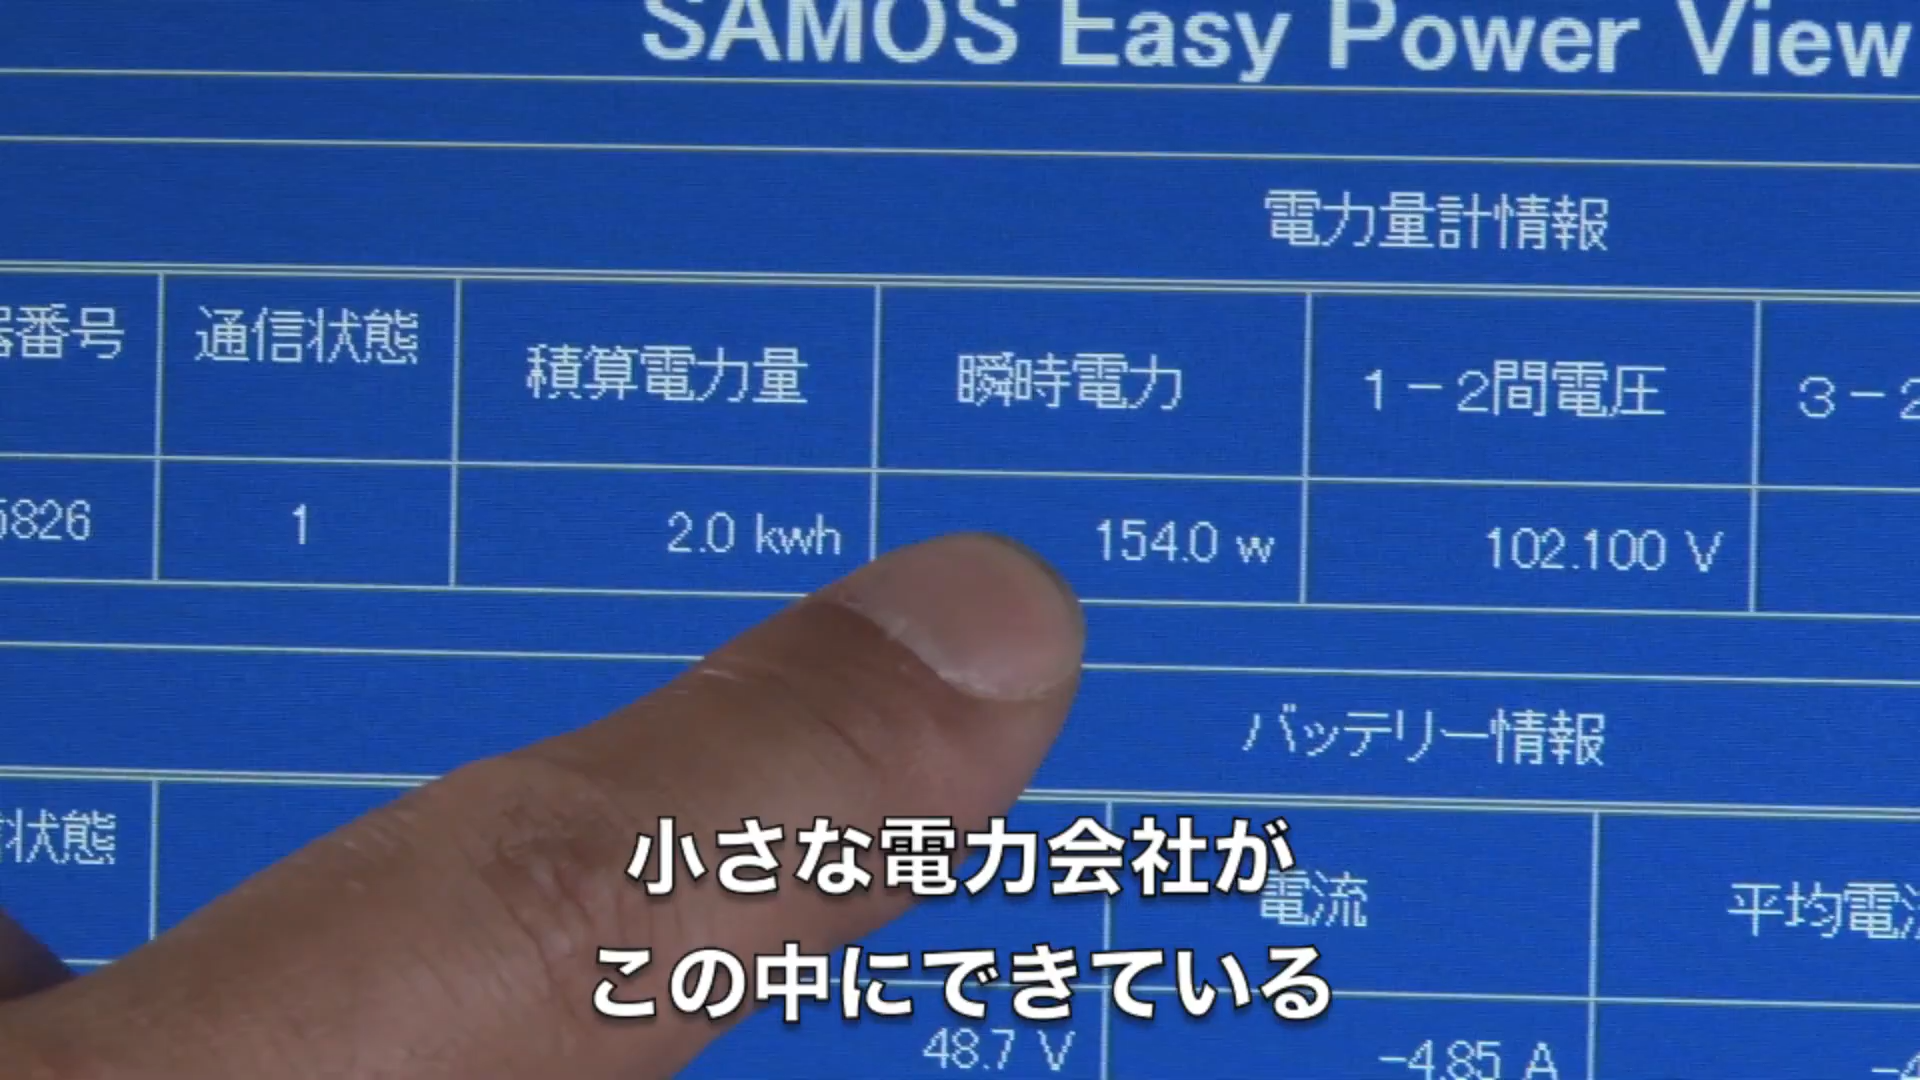 SAMOS Easy Power View
電力量計情報
番号 通信状態 積算電力量 瞬時電力 1-2間電圧 3-2
5826 1 2.0 kwh 154.0 w 102.100 V
バッテリー情報
状態 電流 平均電流
48.7 V -4.85 A
小さな電力会社が
この中にできている